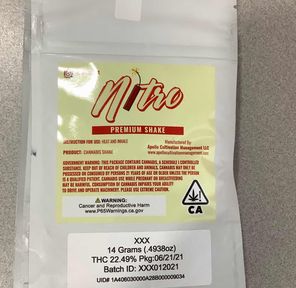 Nitro
PREMIUM SHAKE
INSTRUCTION FOR USE: HEAT AND INHALE
Manufactured By:
Apollo Cultivation Management LLC
PRODUCT: CANNABIS SHAKE
www.apollocultivationmanagement.com
GOVERNMENT WARNING: THIS PACKAGE CONTAINS CANNABIS, A SCHEDULE I CONTROLLED
SUBSTANCE. KEEP OUT OF REACH OF CHILDREN AND ANIMALS. CANNABIS MAY ONLY BE
POSSESSED OR CONSUMED BY PERSONS 21 YEARS OF AGE OR OLDER UNLESS THE PERSON
IS A QUALIFIED PATIENT. CANNABIS USE WHILE PREGNANT OR BREASTFEEDING
MAY BE HARMFUL. CONSUMPTION OF CANNABIS IMPAIRS YOUR ABILITY
TO DRIVE AND OPERATE MACHINERY. PLEASE USE EXTREME CAUTION.
WARNING:
Cancer and Reproductive Harm
www.P65Warnings.ca.gov
CA
XXX
14 Grams (.4938oz)
THC 22.49% Pkg:06/21/21
Batch ID: XXX012021
UID# 1A406030000A28B000009034